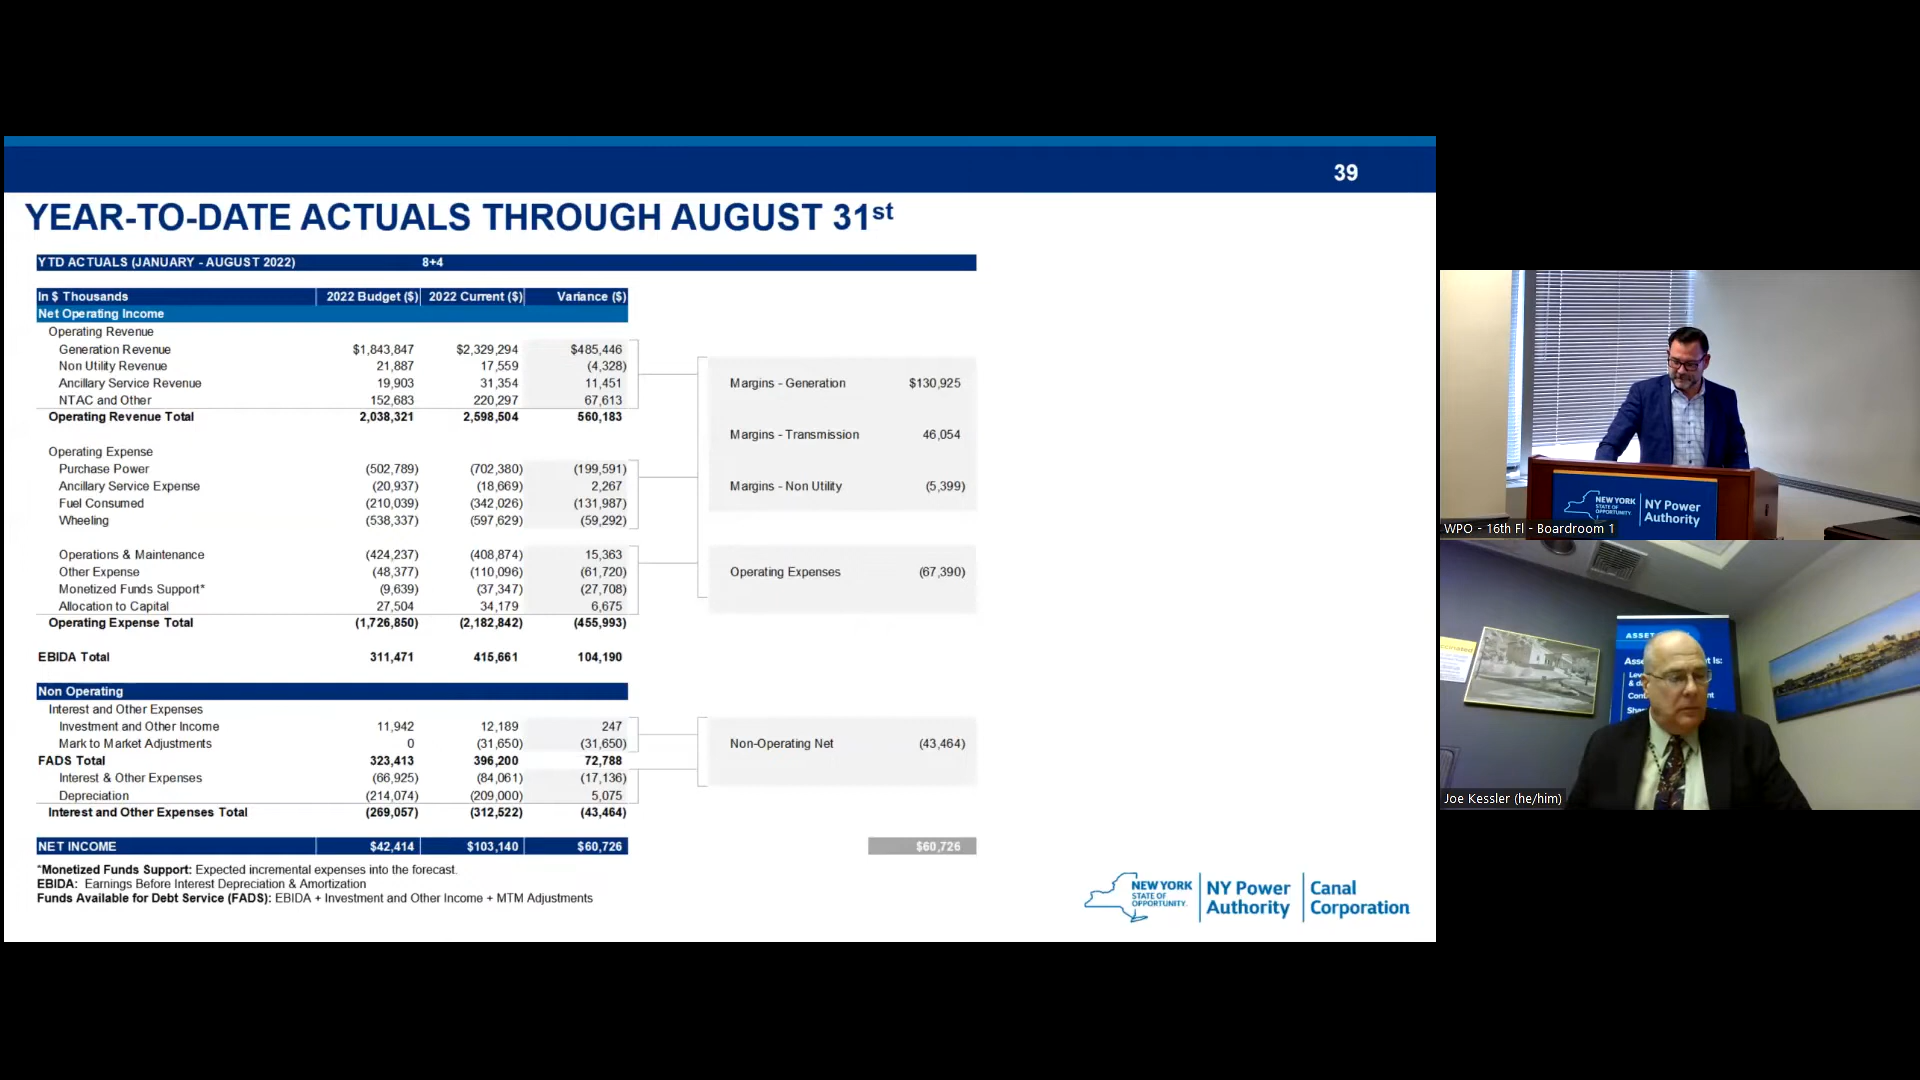 39
YEAR-TO-DATE ACTUALS THROUGH AUGUST 31st
YTD ACTUALS (JANUARY - AUGUST 2022) 8+4
In $ Thousands 2022 Budget ($) 2022 Current ($) Variance ($)
Net Operating Income
Operating Revenue
Generation Revenue $1,843,847 $2,329,294 $485,446
Non Utility Revenue 21,887 17,559 (4,328)
Ancillary Service Revenue 19,903 31,354 11,451
NTAC and Other 152,683 220,297 67,613
Operating Revenue Total 2,038,321 2,598,504 560,183
Operating Expense
Purchase Power (502,789) (702,380) (199,591)
Ancillary Service Expense (20,937) (18,669) 2,267
Fuel Consumed (210,039) (342,026) (131,987)
Wheeling (538,337) (597,629) (59,292)
Operations & Maintenance (424,237) (408,874) 15,363
Other Expense (48,377) (110,096) (61,720)
Monetized Funds Support* (9,639) (37,347) (27,708)
Allocation to Capital 27,504 34,179 6,675
Operating Expense Total (1,726,850) (2,182,842) (455,993)
EBIDA Total 311,471 415,661 104,190
Non Operating
Interest and Other Expenses
Investment and Other Income 11,942 12,189 247
Mark to Market Adjustments 0 (31,650) (31,650)
FADS Total 323,413 396,200 72,788
Interest & Other Expenses (66,925) (84,061) (17,136)
Depreciation (214,074) (209,000) 5,075
Interest and Other Expenses Total (269,057) (312,522) (43,464)
NET INCOME $42,414 $103,140 $60,726
Margins - Generation $130,925
Margins - Transmission 46,054
Margins - Non Utility (5,399)
Operating Expenses (67,390)
Non-Operating Net (43,464)
$60,726
*Monetized Funds Support: Expected incremental expenses into the forecast.
EBIDA: Earnings Before Interest Depreciation & Amortization
Funds Available for Debt Service (FADS): EBIDA + Investment and Other Income + MTM Adjustments
NEW YORK
STATE OF
OPPORTUNITY.
NY Power
Authority
Canal
Corporation
NEW YORK
STATE OF
OPPORTUNITY.
NY Power
Authority
WPO - 16th Fl - Boardroom 1
ASSET
Joe Kessler (he/him)